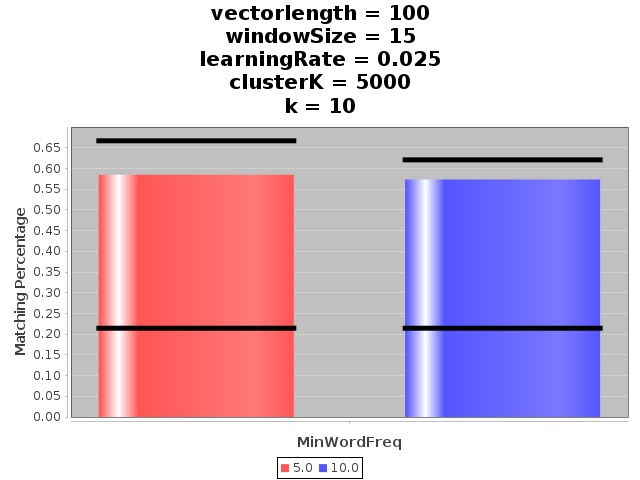 vectorlength = 100
windowSize = 15
learningRate = 0.025
clusterK = 5000
k = 10
Matching Percentage
0.65
0.60
0.55
0.50
0.45
0.40
0.35
0.30
0.25
0.20
0.15
0.10
0.05
0.00
MinWordFreq
5.0 10.0